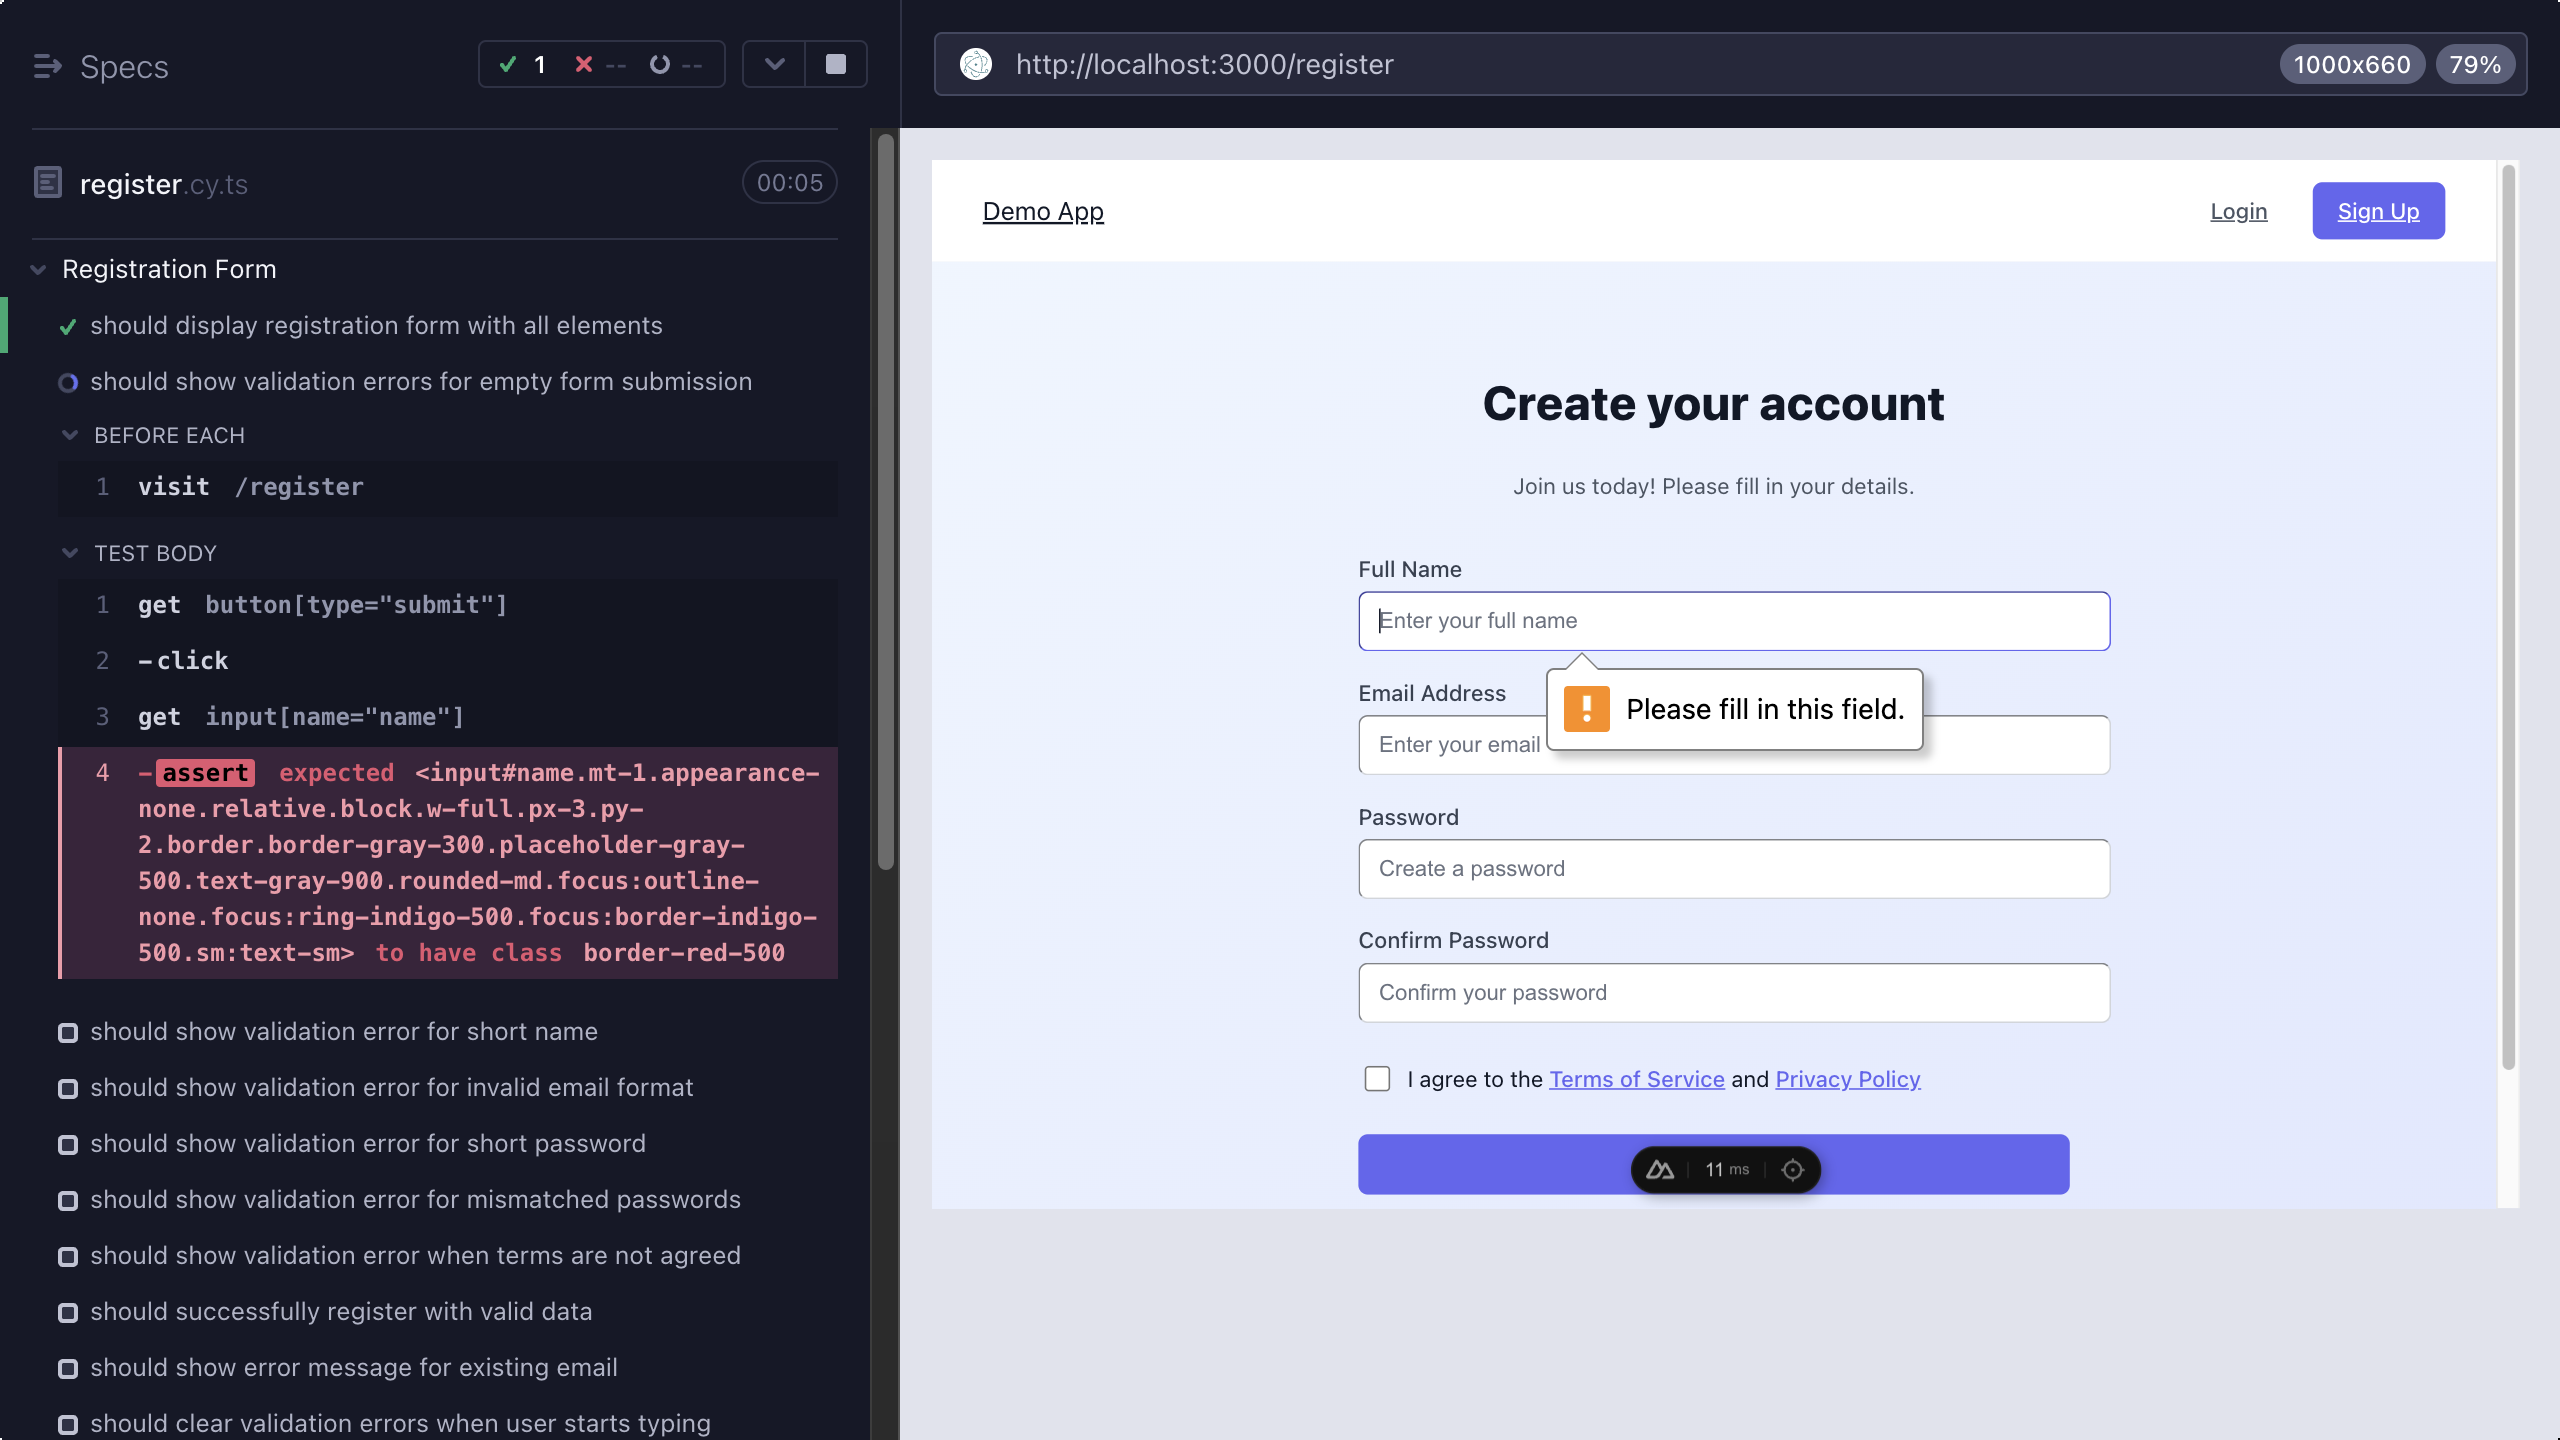 Specs
1
--
--
register.cy.ts
00:05
Registration Form
should display registration form with all elements
should show validation errors for empty form submission
BEFORE EACH
1 visit /register
TEST BODY
1 get button[type="submit"]
2 -click
3 get input[name="name"]
4 -assert expected <input#name.mt-1.appearance-
none.relative.block.w-full.px-3.py-
2.border.border-gray-300.placeholder-gray-
500.text-gray-900.rounded-md.focus:outline-
none.focus:ring-indigo-500.focus:border-indigo-
500.sm:text-sm> to have class border-red-500
should show validation error for short name
should show validation error for invalid email format
should show validation error for short password
should show validation error for mismatched passwords
should show validation error when terms are not agreed
should successfully register with valid data
should show error message for existing email
should clear validation errors when user starts typing
http://localhost:3000/register
1000x660
79%
Demo App
Login
Sign Up
Create your account
Join us today! Please fill in your details.
Full Name
Enter your full name
Please fill in this field.
Email Address
Enter your email
Password
Create a password
Confirm Password
Confirm your password
I agree to the Terms of Service and Privacy Policy
11 ms